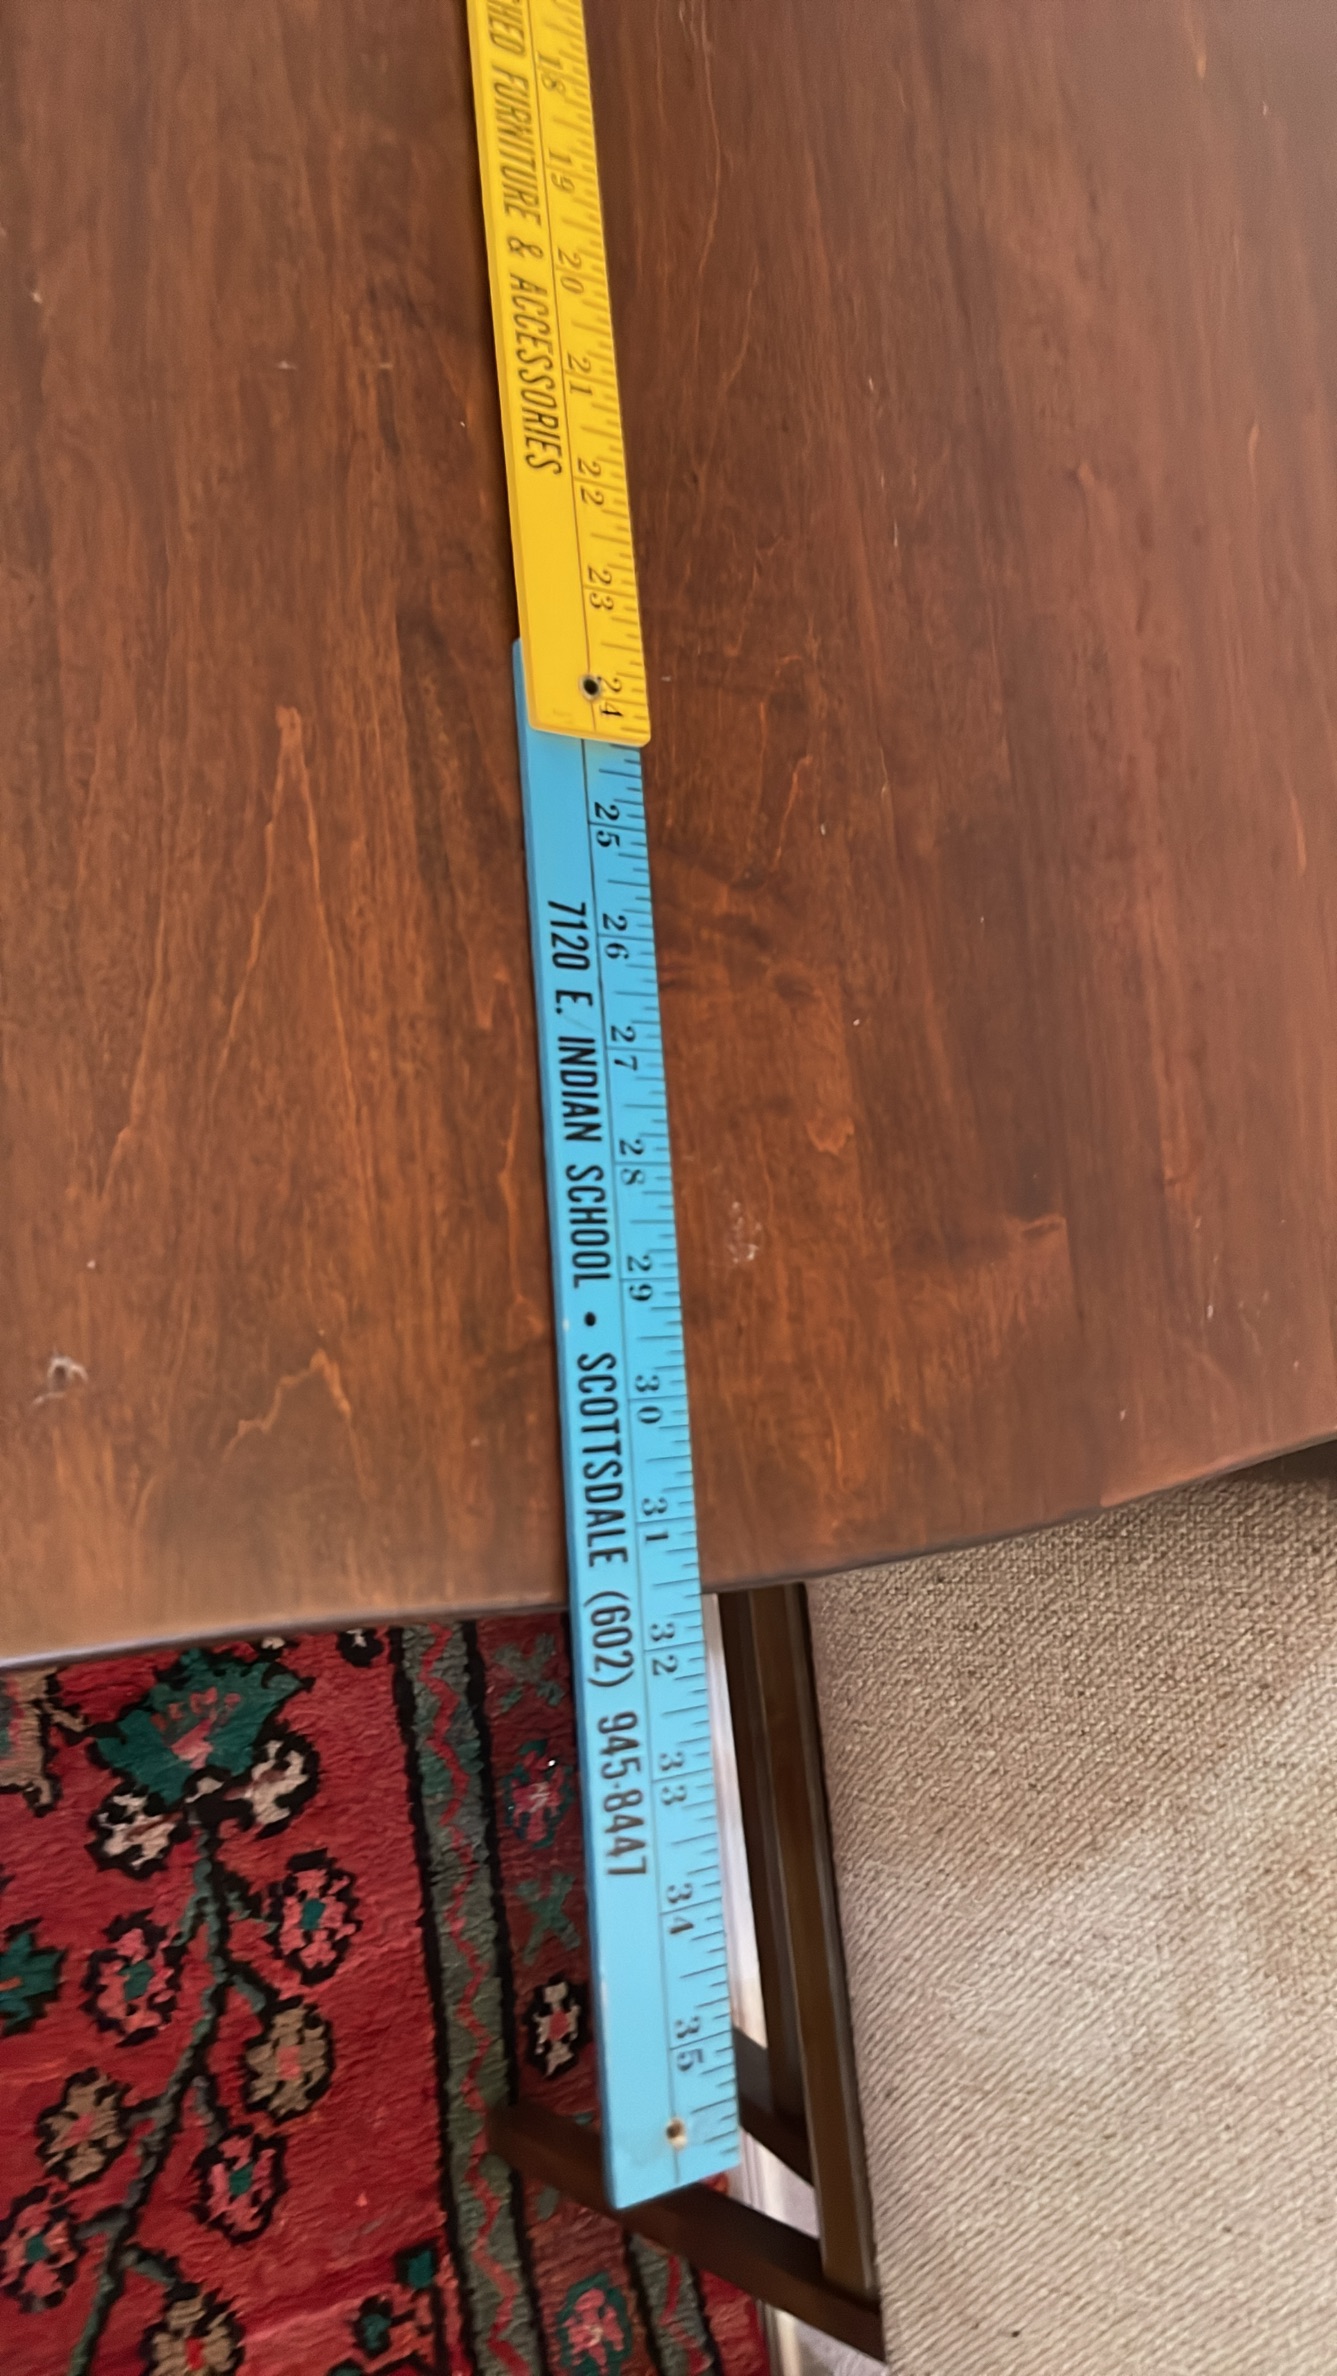 HED FURNITURE & ACCESSORIES
18 19 20 21 22 23 24
7120 E. INDIAN SCHOOL • SCOTTSDALE (602) 945-8447
25 26 27 28 29 30 31 32 33 34 35